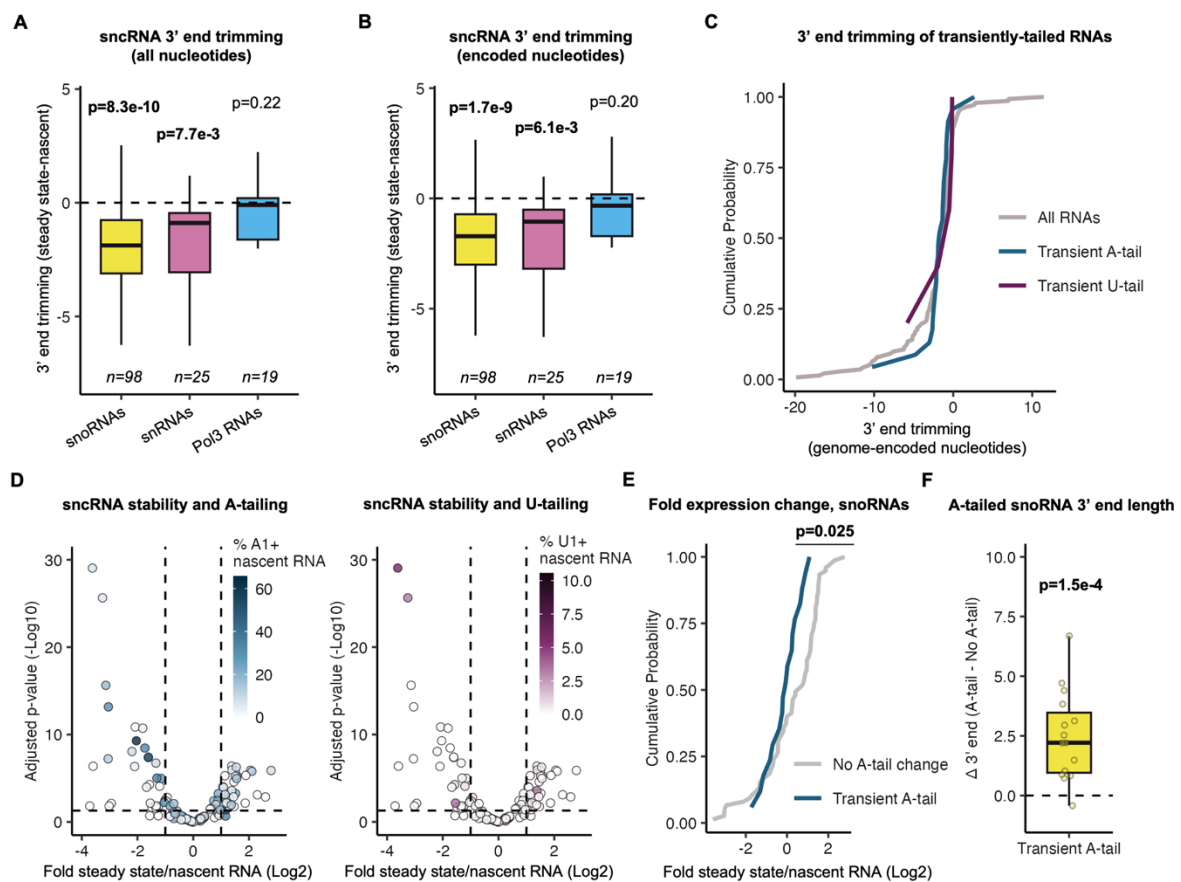 A
sncRNA 3’ end trimming
(all nucleotides)
3’ end trimming (steady state-nascent)
5
0
-5
p=8.3e-10
p=7.7e-3
p=0.22
n=98
n=25
n=19
snoRNAs
snRNAs
Pol3 RNAs
B
sncRNA 3’ end trimming
(encoded nucleotides)
3’ end trimming (steady state-nascent)
5
0
-5
p=1.7e-9
p=6.1e-3
p=0.20
n=98
n=25
n=19
snoRNAs
snRNAs
Pol3 RNAs
C
3’ end trimming of transiently-tailed RNAs
Cumulative Probability
1.00
0.75
0.50
0.25
0.00
All RNAs
Transient A-tail
Transient U-tail
-20
-10
0
10
3’ end trimming
(genome-encoded nucleotides)
D
sncRNA stability and A-tailing
% A1+
nascent RNA
60
40
20
0
Adjusted p-value (-Log10)
30
20
10
0
-4
-2
0
2
Fold steady state/nascent RNA (Log2)
sncRNA stability and U-tailing
% U1+
nascent RNA
10.0
7.5
5.0
2.5
0.0
Adjusted p-value (-Log10)
30
20
10
0
-4
-2
0
2
Fold steady state/nascent RNA (Log2)
E
Fold expression change, snoRNAs
p=0.025
Cumulative Probability
1.00
0.75
0.50
0.25
0.00
No A-tail change
Transient A-tail
-2
0
2
Fold steady state/nascent RNA (Log2)
F
A-tailed snoRNA 3’ end length
Δ 3’ end (A-tail - No A-tail)
10.0
7.5
5.0
2.5
0.0
p=1.5e-4
Transient A-tail